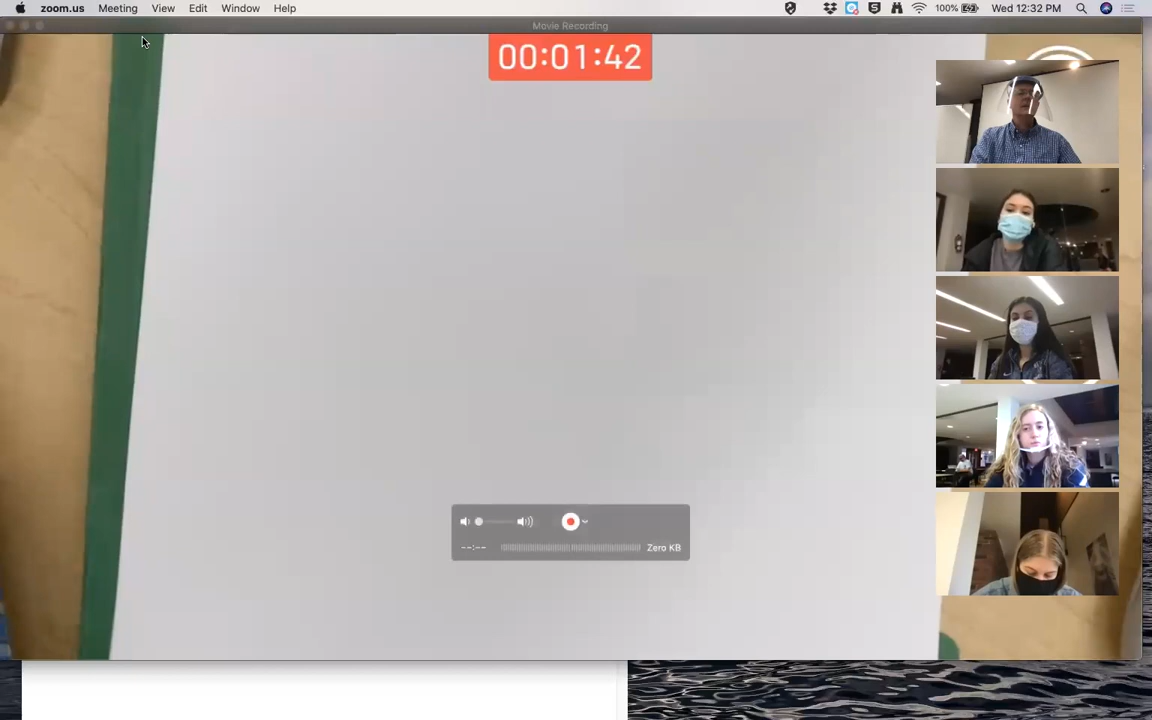 zoom.us Meeting View Edit Window Help 100% Wed 12:32 PM
Movie Recording
00:01:42
--:-- Zero KB